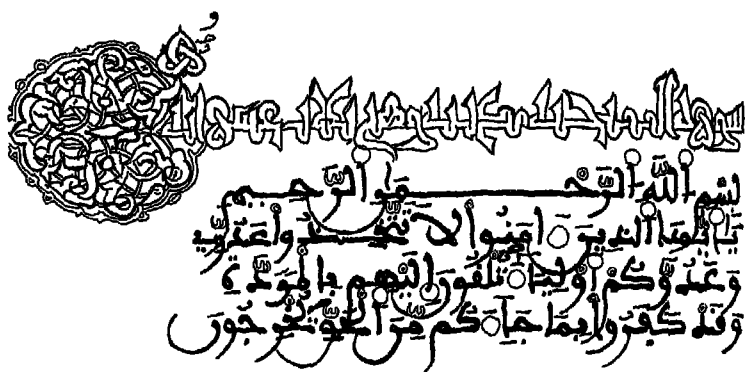 سورة
بسم الله الرحمن الرحيم
يأيها الذين ءامنوا لا تتخذوا عدوي
وعدوكم أولياء تلقون إليهم بالمودة
وقد كفروا بما جاءكم من الحق يخرجون